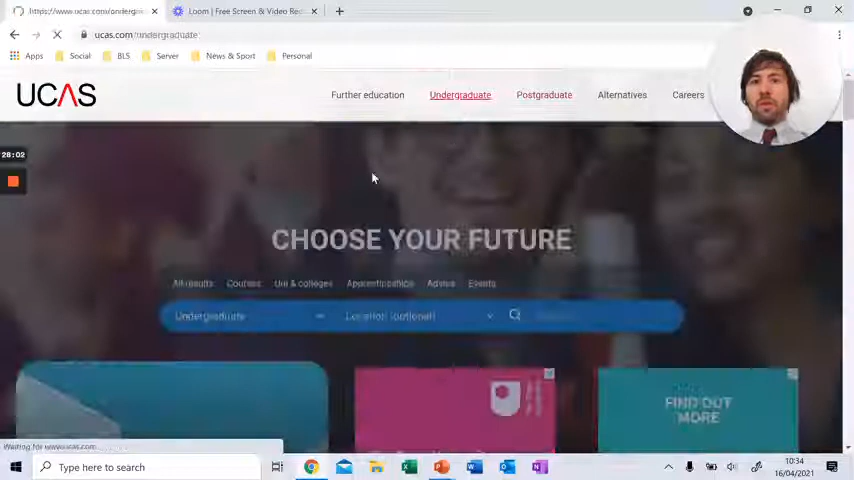 https://www.ucas.com/undergra
Loom | Free Screen & Video Rec
ucas.com/undergraduate
Apps
Social
BLS
Server
News & Sport
Personal
UCAS
Further education
Undergraduate
Postgraduate
Alternatives
Careers
28:02
CHOOSE YOUR FUTURE
All results
Courses
Uni & colleges
Apprenticeships
Advice
Events
Undergraduate
Location (optional)
FIND OUT
MORE
Waiting for www.ucas.com...
Type here to search
10:34
16/04/2021